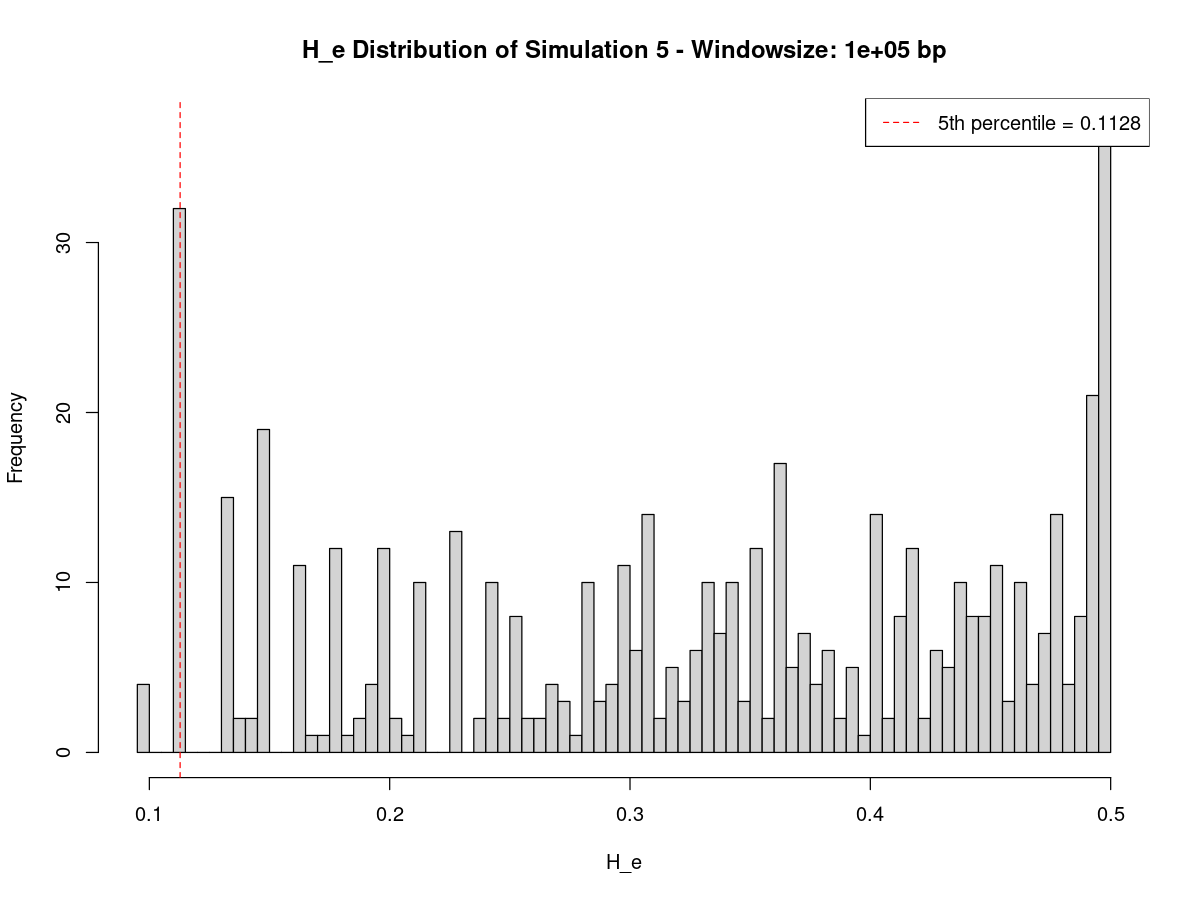 H_e Distribution of Simulation 5 - Windowsize: 1e+05 bp
5th percentile = 0.1128
Frequency
30
20
10
0
0.1 0.2 0.3 0.4 0.5
H_e